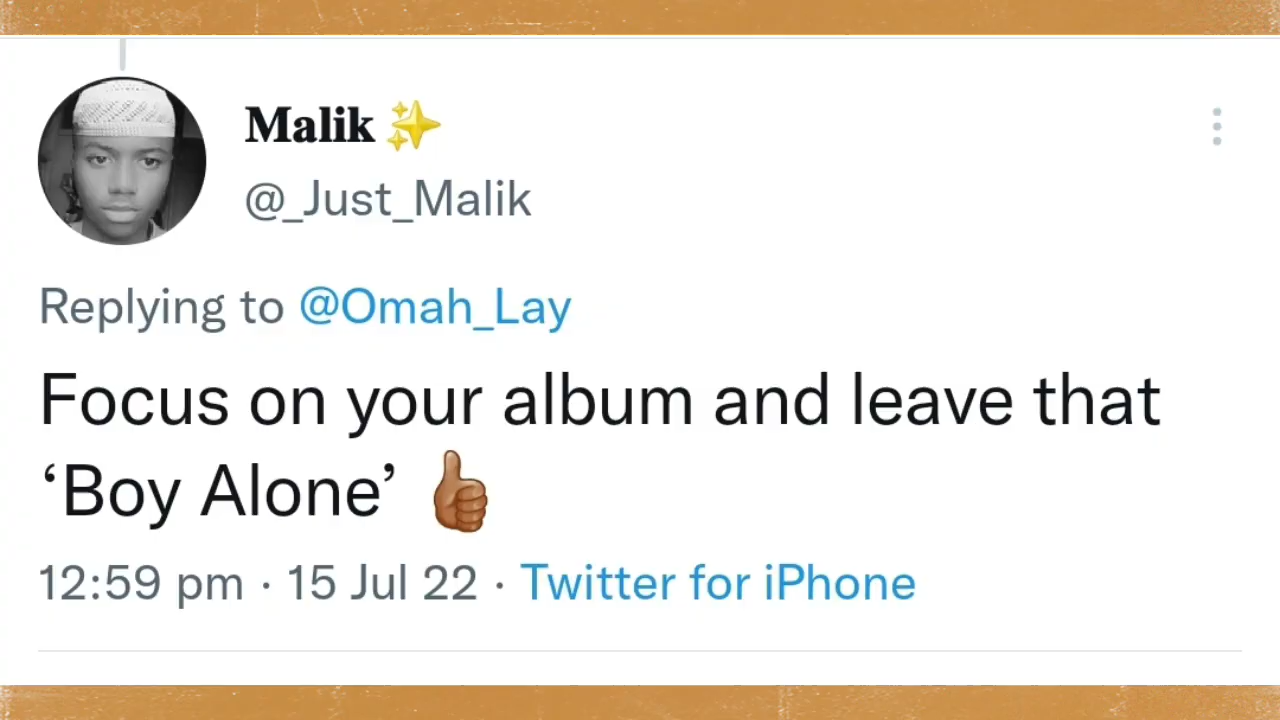 Malik ✨
@_Just_Malik
Replying to @Omah_Lay
Focus on your album and leave that
‘Boy Alone’ 👍🏾
12:59 pm · 15 Jul 22 · Twitter for iPhone